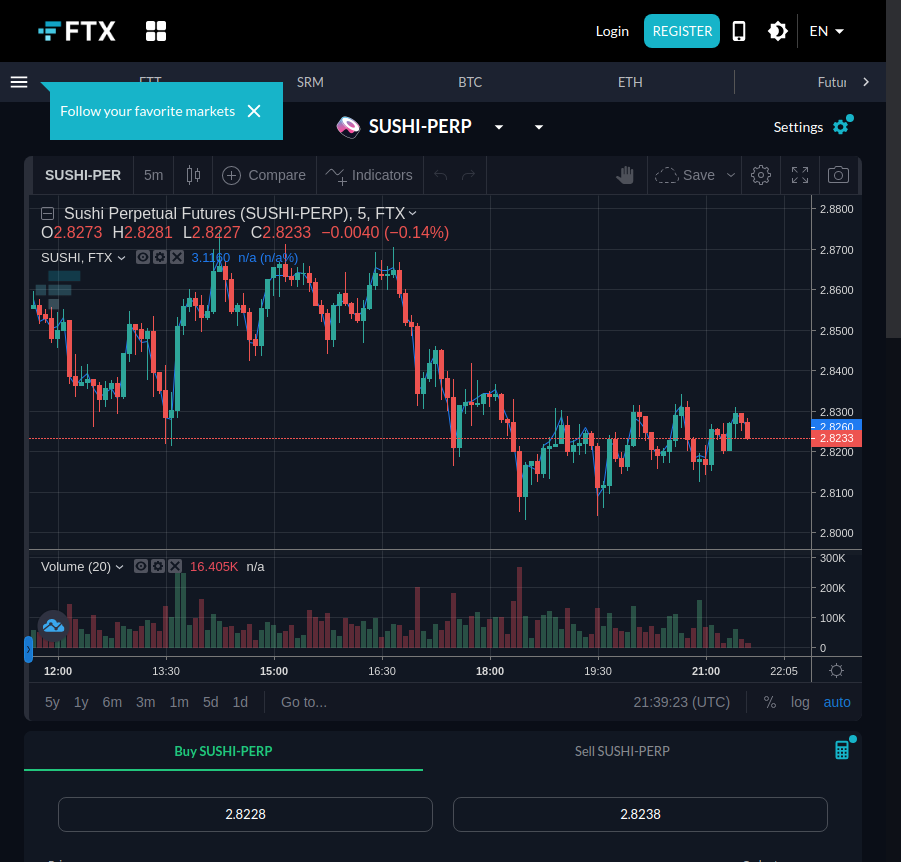 FTX
Login
REGISTER
EN
FTT
SRM
BTC
ETH
Futur
Follow your favorite markets
SUSHI-PERP
Settings
SUSHI-PER
5m
Compare
Indicators
Save
Sushi Perpetual Futures (SUSHI-PERP), 5, FTX
O2.8273 H2.8281 L2.8227 C2.8233 −0.0040 (−0.14%)
SUSHI, FTX
3.1160 n/a (n/a%)
2.8800
2.8700
2.8600
2.8500
2.8400
2.8300
2.8260
2.8233
2.8200
2.8100
2.8000
Volume (20)
16.405K n/a
300K
200K
100K
0
12:00 13:30 15:00 16:30 18:00 19:30 21:00 22:05
5y 1y 6m 3m 1m 5d 1d Go to...
21:39:23 (UTC)
% log auto
Buy SUSHI-PERP
Sell SUSHI-PERP
2.8228
2.8238